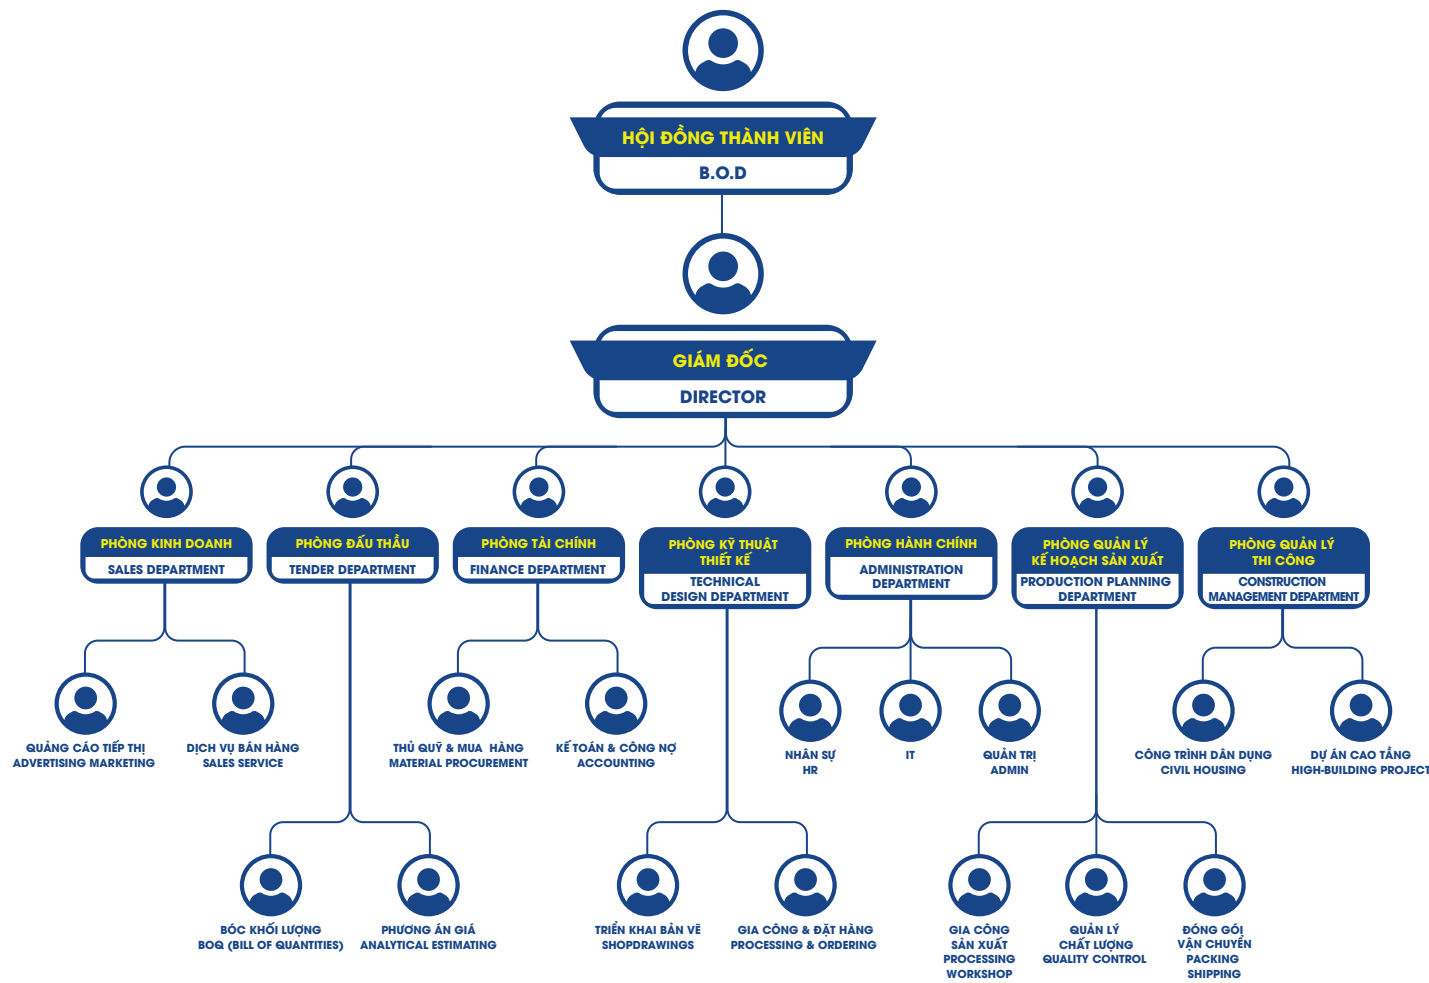 HỘI ĐỒNG THÀNH VIÊN
B.O.D
GIÁM ĐỐC
DIRECTOR
PHÒNG KINH DOANH
SALES DEPARTMENT
PHÒNG ĐẤU THẦU
TENDER DEPARTMENT
PHÒNG TÀI CHÍNH
FINANCE DEPARTMENT
PHÒNG KỸ THUẬT
THIẾT KẾ
TECHNICAL
DESIGN DEPARTMENT
PHÒNG HÀNH CHÍNH
ADMINISTRATION
DEPARTMENT
PHÒNG QUẢN LÝ
KẾ HOẠCH SẢN XUẤT
PRODUCTION PLANNING
DEPARTMENT
PHÒNG QUẢN LÝ
THI CÔNG
CONSTRUCTION
MANAGEMENT DEPARTMENT
QUẢNG CÁO TIẾP THỊ
ADVERTISING MARKETING
DỊCH VỤ BÁN HÀNG
SALES SERVICE
THỦ QUỸ & MUA HÀNG
MATERIAL PROCUREMENT
KẾ TOÁN & CÔNG NỢ
ACCOUNTING
NHÂN SỰ
HR
IT
QUẢN TRỊ
ADMIN
CÔNG TRÌNH DÂN DỤNG
CIVIL HOUSING
DỰ ÁN CAO TẦNG
HIGH-BUILDING PROJECT
BÓC KHỐI LƯỢNG
BOQ (BILL OF QUANTITIES)
PHƯƠNG ÁN GIÁ
ANALYTICAL ESTIMATING
TRIỂN KHAI BẢN VẼ
SHOPDRAWINGS
GIA CÔNG & ĐẶT HÀNG
PROCESSING & ORDERING
GIA CÔNG
SẢN XUẤT
PROCESSING
WORKSHOP
QUẢN LÝ
CHẤT LƯỢNG
QUALITY CONTROL
ĐÓNG GÓI
VẬN CHUYỂN
PACKING
SHIPPING